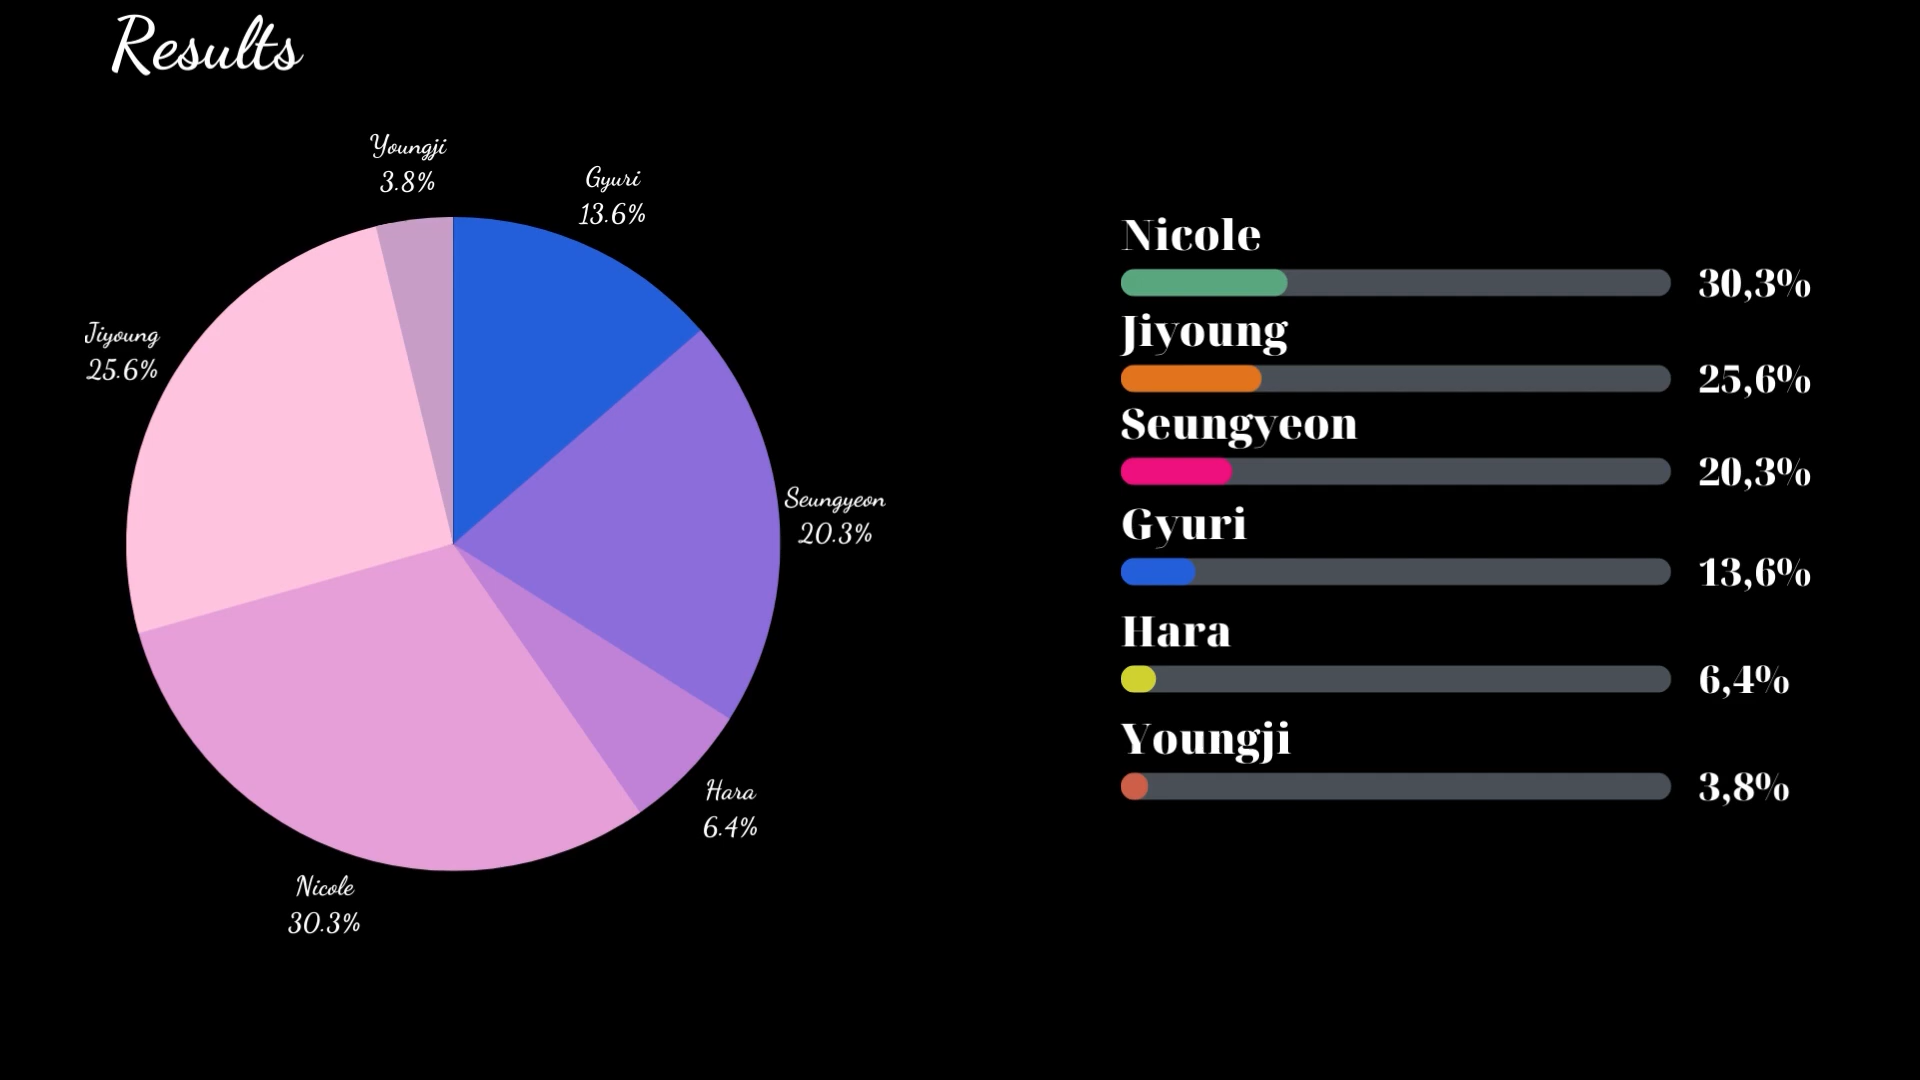 Results
Youngji
3.8%
Gyuri
13.6%
Jiyoung
25.6%
Seungyeon
20.3%
Hara
6.4%
Nicole
30.3%
Nicole
30,3%
Jiyoung
25,6%
Seungyeon
20,3%
Gyuri
13,6%
Hara
6,4%
Youngji
3,8%